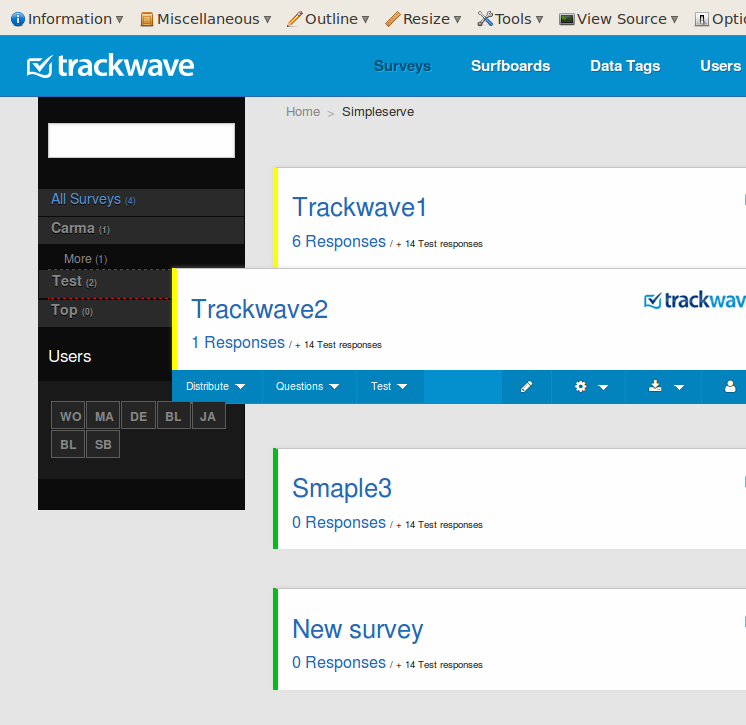 Information Miscellaneous Outline Resize Tools View Source
trackwave Surveys Surfboards Data Tags Users
Home > Simpleserve
All Surveys (4)
Carma (1)
More (1)
Test (2)
Top (0)
Users
WO MA DE BL JA
BL SB
Trackwave1
6 Responses / + 14 Test responses
Trackwave2
trackwav
1 Responses / + 14 Test responses
Distribute Questions Test
Smaple3
0 Responses / + 14 Test responses
New survey
0 Responses / + 14 Test responses